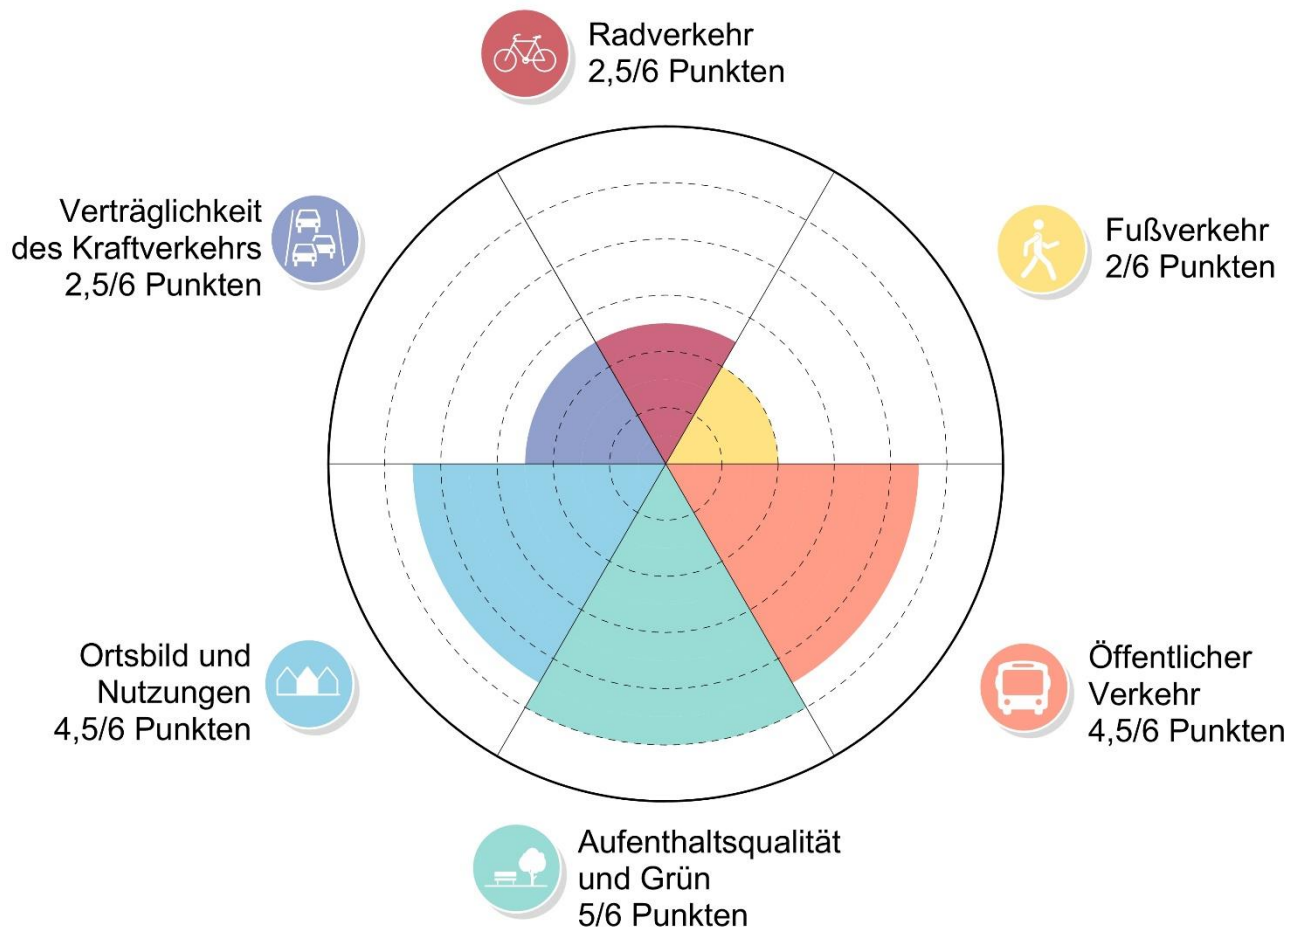 Radverkehr
2,5/6 Punkten
Verträglichkeit
des Kraftverkehrs
2,5/6 Punkten
Fußverkehr
2/6 Punkten
Ortsbild und
Nutzungen
4,5/6 Punkten
Öffentlicher
Verkehr
4,5/6 Punkten
Aufenthaltsqualität
und Grün
5/6 Punkten